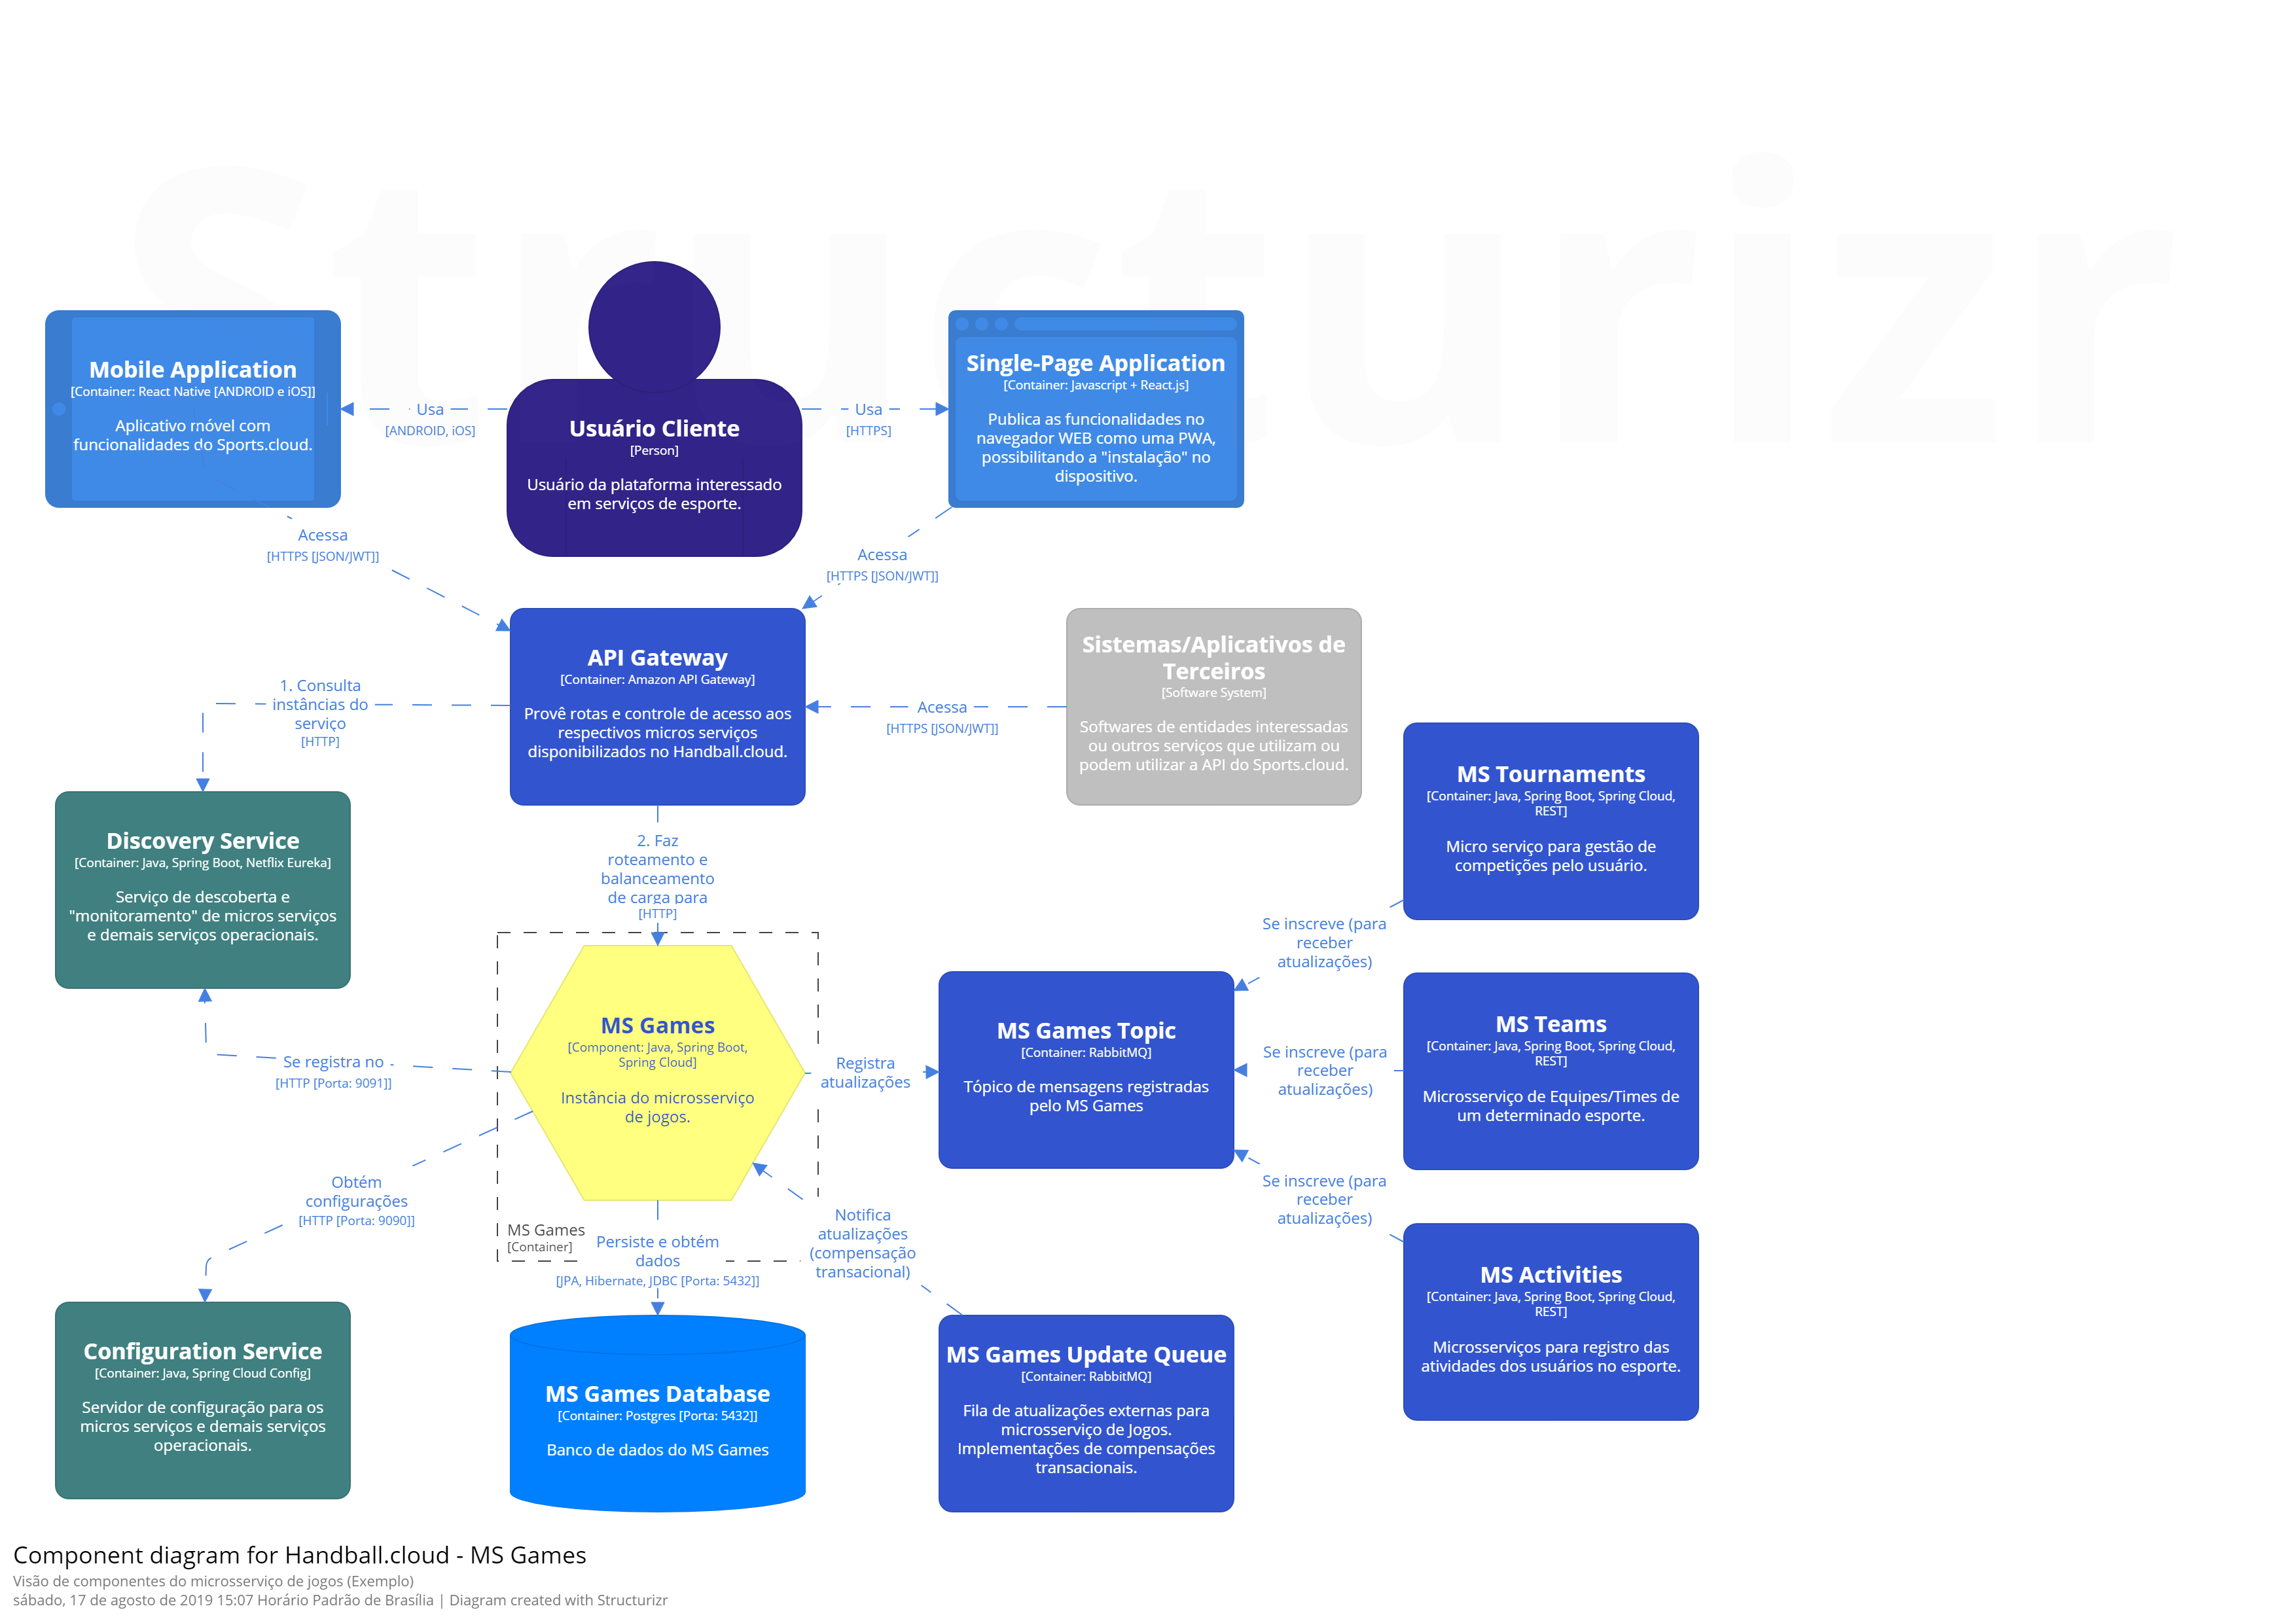 Structurizr
Mobile Application
[Container: React Native [ANDROID e iOS]]
Aplicativo móvel com
funcionalidades do Sports.cloud.
Usa
[ANDROID, iOS]
Usuário Cliente
[Person]
Usuário da plataforma interessado
em serviços de esporte.
Usa
[HTTPS]
Single-Page Application
[Container: Javascript + React.js]
Publica as funcionalidades no
navegador WEB como uma PWA,
possibilitando a "instalação" no
dispositivo.
Acessa
[HTTPS [JSON/JWT]]
Acessa
[HTTPS [JSON/JWT]]
API Gateway
[Container: Amazon API Gateway]
Provê rotas e controle de acesso aos
respectivos micros serviços
disponibilizados no Handball.cloud.
Acessa
[HTTPS [JSON/JWT]]
Sistemas/Aplicativos de
Terceiros
[Software System]
Softwares de entidades interessadas
ou outros serviços que utilizam ou
podem utilizar a API do Sports.cloud.
1. Consulta
instâncias do
serviço
[HTTP]
Discovery Service
[Container: Java, Spring Boot, Netflix Eureka]
Serviço de descoberta e
"monitoramento" de micros serviços
e demais serviços operacionais.
2. Faz
roteamento e
balanceamento
de carga para
[HTTP]
MS Tournaments
[Container: Java, Spring Boot, Spring Cloud,
REST]
Micro serviço para gestão de
competições pelo usuário.
Se inscreve (para
receber
atualizações)
MS Games
[Component: Java, Spring Boot,
Spring Cloud]
Instância do microsserviço
de jogos.
Se registra no
[HTTP [Porta: 9091]]
Registra
atualizações
MS Games Topic
[Container: RabbitMQ]
Tópico de mensagens registradas
pelo MS Games
Se inscreve (para
receber
atualizações)
MS Teams
[Container: Java, Spring Boot, Spring Cloud,
REST]
Microsserviço de Equipes/Times de
um determinado esporte.
Obtém
configurações
[HTTP [Porta: 9090]]
MS Games
[Container]
Persiste e obtém
dados
[JPA, Hibernate, JDBC [Porta: 5432]]
Notifica
atualizações
(compensação
transacional)
Se inscreve (para
receber
atualizações)
MS Activities
[Container: Java, Spring Boot, Spring Cloud,
REST]
Microsserviços para registro das
atividades dos usuários no esporte.
Configuration Service
[Container: Java, Spring Cloud Config]
Servidor de configuração para os
micros serviços e demais serviços
operacionais.
MS Games Database
[Container: Postgres [Porta: 5432]]
Banco de dados do MS Games
MS Games Update Queue
[Container: RabbitMQ]
Fila de atualizações externas para
microsserviço de Jogos.
Implementações de compensações
transacionais.
Component diagram for Handball.cloud - MS Games
Visão de componentes do microsserviço de jogos (Exemplo)
sábado, 17 de agosto de 2019 15:07 Horário Padrão de Brasília | Diagram created with Structurizr